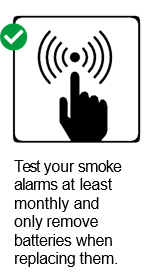 Test your smoke
alarms at least
monthly and
only remove
batteries when
replacing them.